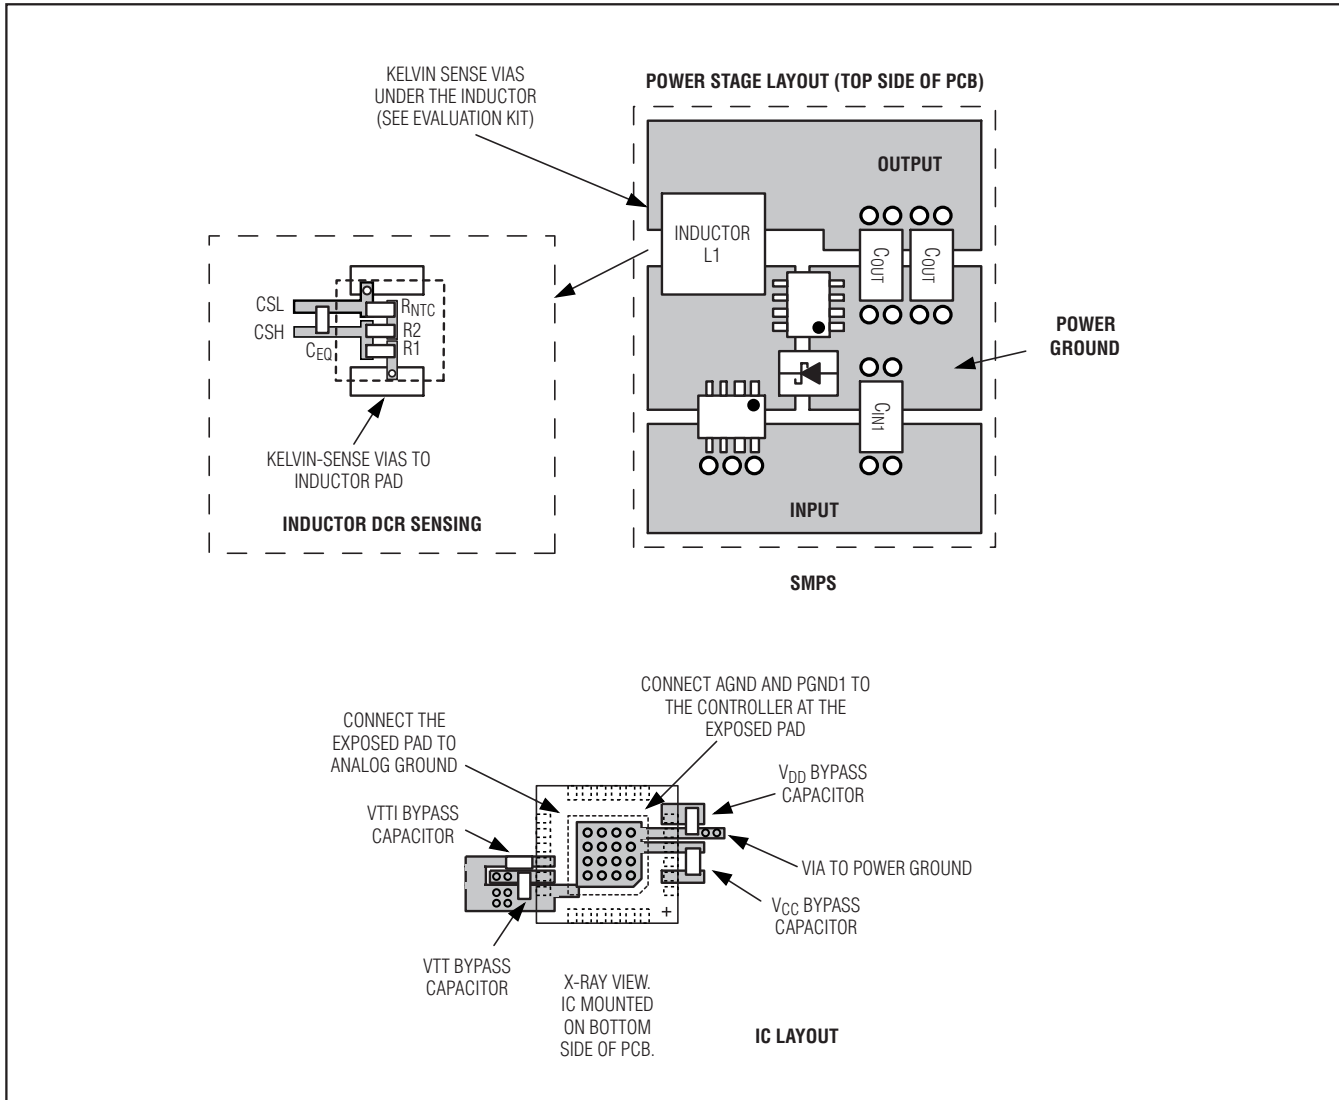 KELVIN SENSE VIAS
UNDER THE INDUCTOR
(SEE EVALUATION KIT)
POWER STAGE LAYOUT (TOP SIDE OF PCB)
OUTPUT
INDUCTOR
L1
COUT
COUT
POWER
GROUND
CIN1
INPUT
SMPS
CSL
CSH
CEQ
RNTC
R2
R1
KELVIN-SENSE VIAS TO
INDUCTOR PAD
INDUCTOR DCR SENSING
CONNECT AGND AND PGND1 TO
THE CONTROLLER AT THE
EXPOSED PAD
CONNECT THE
EXPOSED PAD TO
ANALOG GROUND
VDD BYPASS
CAPACITOR
VTTI BYPASS
CAPACITOR
VIA TO POWER GROUND
VCC BYPASS
CAPACITOR
+
VTT BYPASS
CAPACITOR
X-RAY VIEW.
IC MOUNTED
ON BOTTOM
SIDE OF PCB.
IC LAYOUT